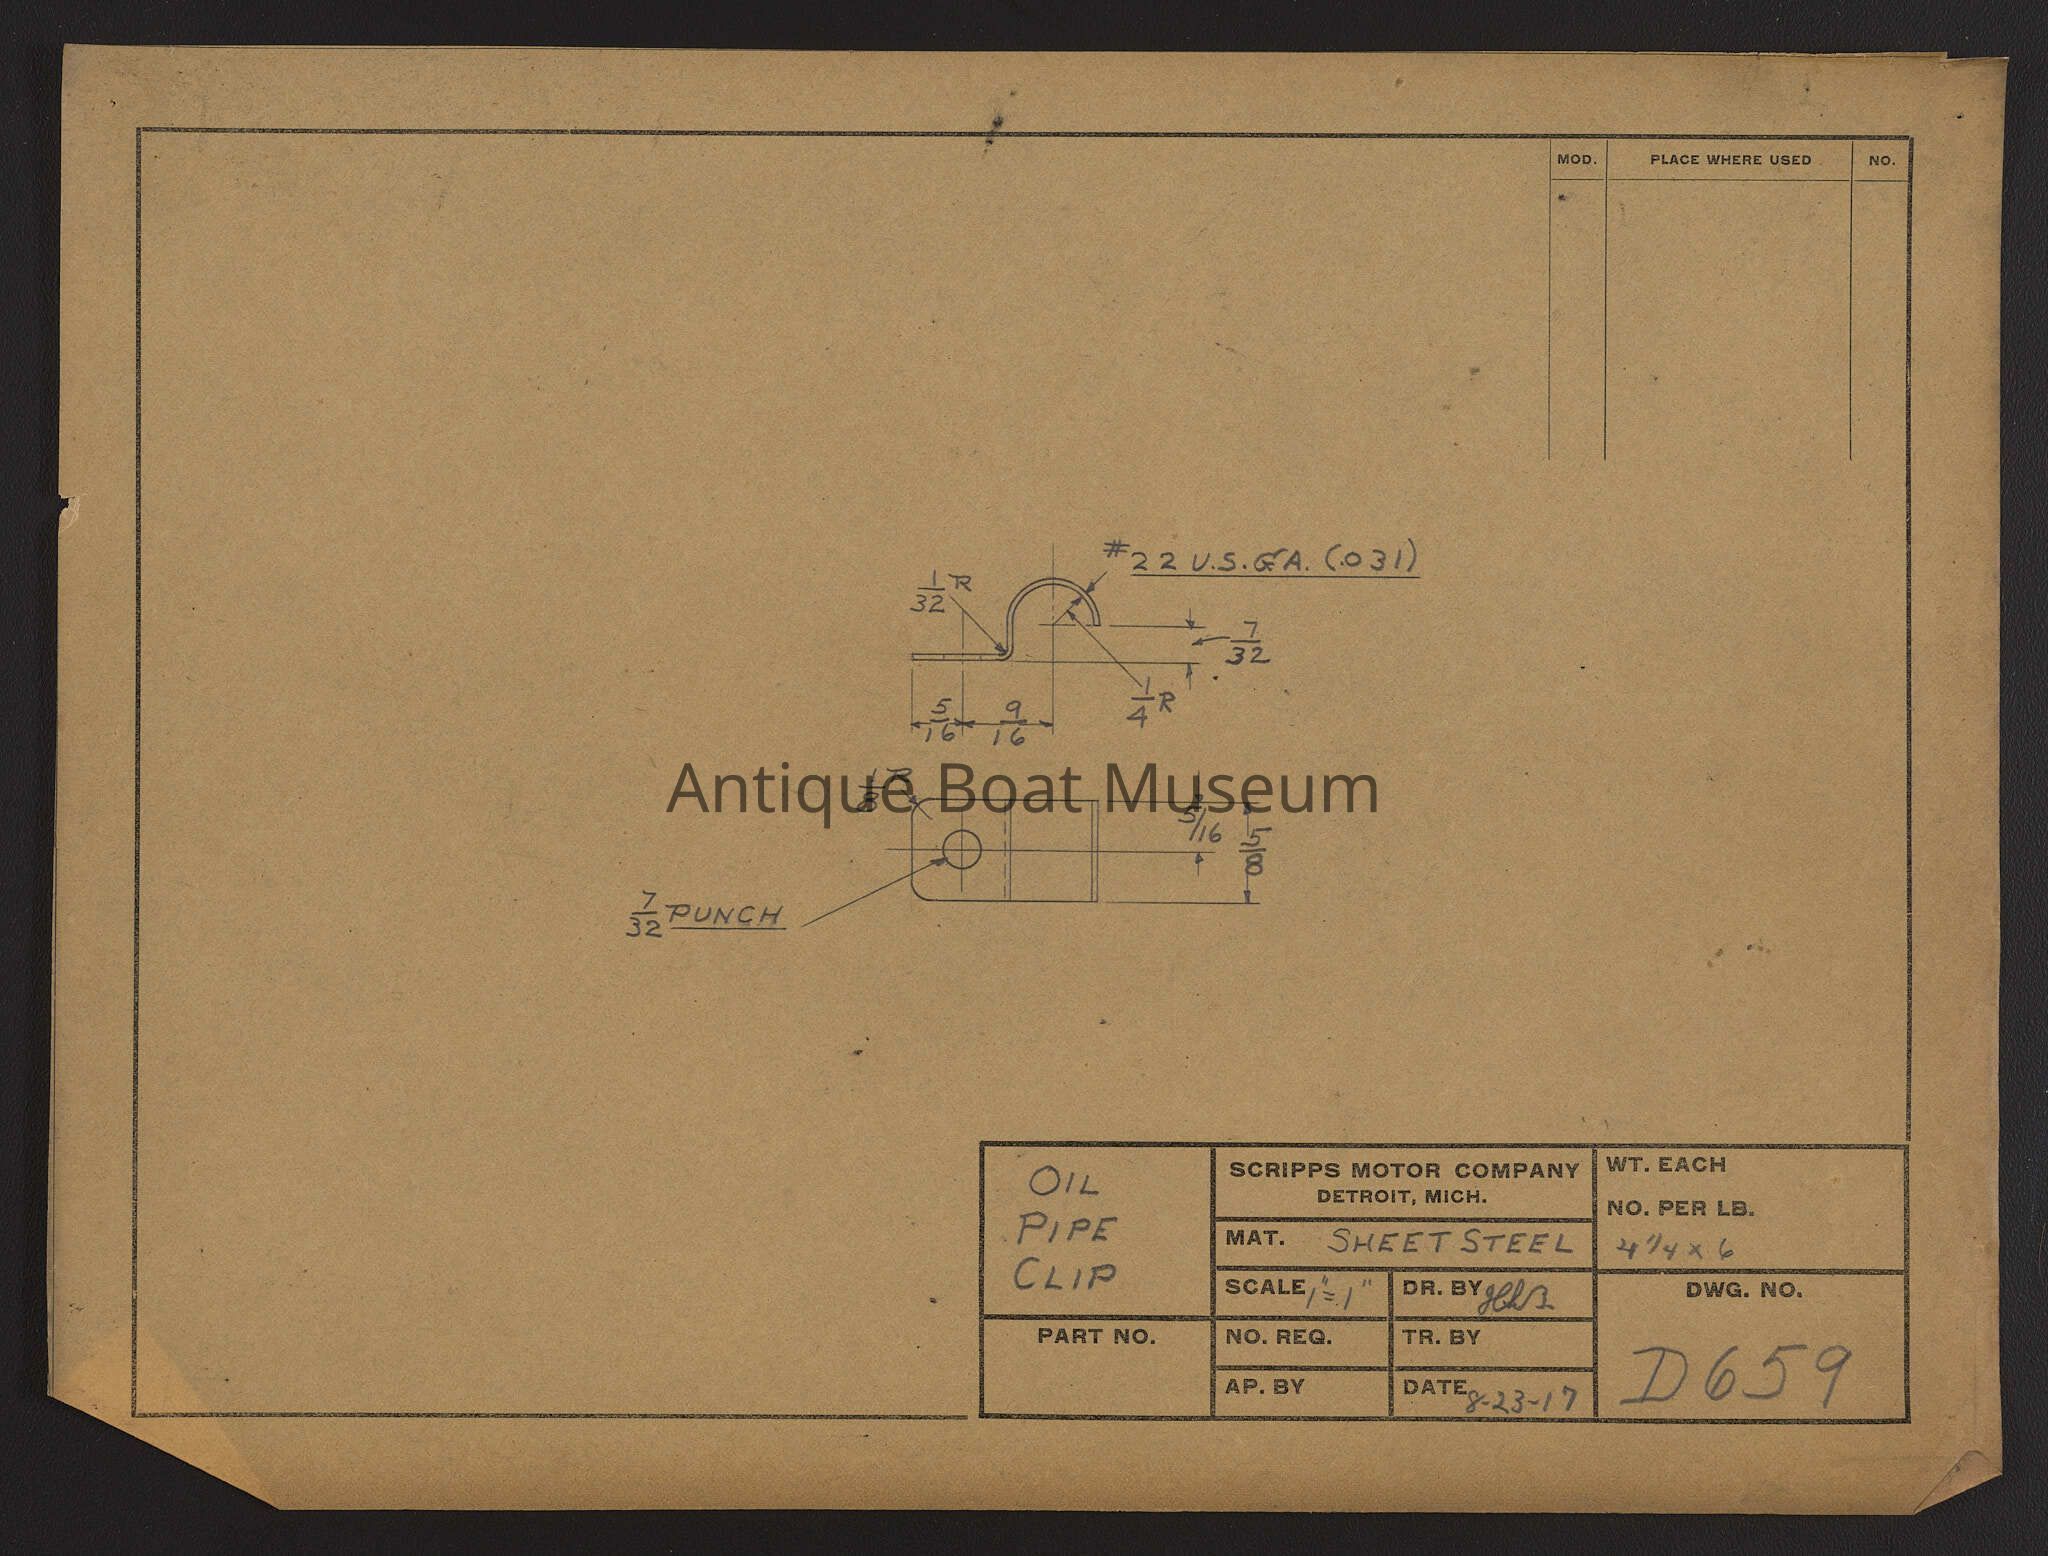 MOD. PLACE WHERE USED NO.
#22 U.S.GA. (.031)
1/32 R
7/32
1/4 R
5/16 9/16
Antique Boat Museum
1/8 R
5/16
5/8
7/32 PUNCH
OIL
PIPE
CLIP
PART NO.
SCRIPPS MOTOR COMPANY
DETROIT, MICH.
MAT. SHEET STEEL
SCALE 1"=1"
DR. BY
NO. REQ.
TR. BY
AP. BY
DATE 8-23-17
WT. EACH
NO. PER LB.
4 1/4 x 6
DWG. NO.
D659